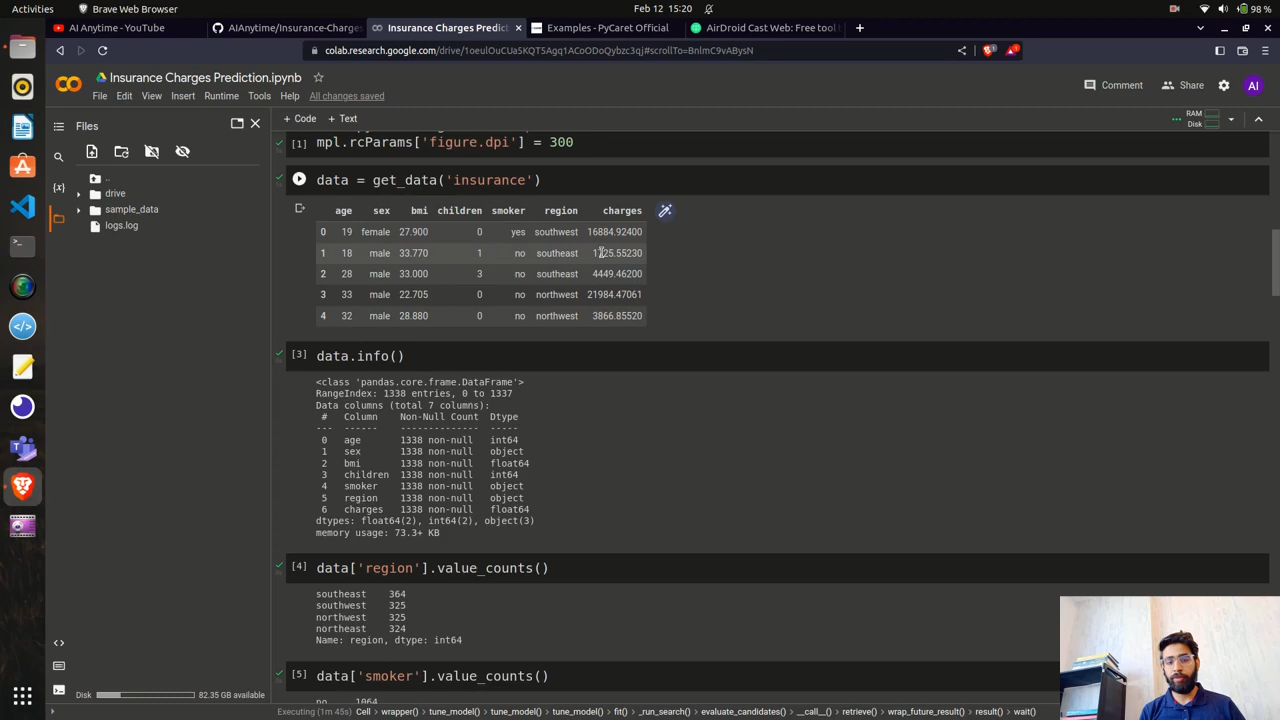 Activities
Brave Web Browser
Feb 12 15:20
98 %
AI Anytime - YouTube
AIAnytime/Insurance-Charges
Insurance Charges Predicti
Examples - PyCaret Official
AirDroid Cast Web: Free tool t
colab.research.google.com/drive/1oeulOuCUa5KQTSAgq1ACoODoQybzc3qj#scrollTo=BnlmC9vABysN
Insurance Charges Prediction.ipynb
Comment
Share
AI
File Edit View Insert Runtime Tools Help All changes saved
Files
+ Code + Text
RAM
Disk
..
drive
sample_data
logs.log
[1] mpl.rcParams['figure.dpi'] = 300
data = get_data('insurance')
age sex bmi children smoker region charges
0 19 female 27.900 0 yes southwest 16884.92400
1 18 male 33.770 1 no southeast 1725.55230
2 28 male 33.000 3 no southeast 4449.46200
3 33 male 22.705 0 no northwest 21984.47061
4 32 male 28.880 0 no northwest 3866.85520
[3] data.info()
<class 'pandas.core.frame.DataFrame'>
RangeIndex: 1338 entries, 0 to 1337
Data columns (total 7 columns):
# Column Non-Null Count Dtype
--- ------ -------------- -----
0 age 1338 non-null int64
1 sex 1338 non-null object
2 bmi 1338 non-null float64
3 children 1338 non-null int64
4 smoker 1338 non-null object
5 region 1338 non-null object
6 charges 1338 non-null float64
dtypes: float64(2), int64(2), object(3)
memory usage: 73.3+ KB
[4] data['region'].value_counts()
southeast 364
southwest 325
northwest 325
northeast 324
Name: region, dtype: int64
[5] data['smoker'].value_counts()
no 1064
Disk 82.35 GB available
Executing (1m 45s) Cell > wrapper() > tune_model() > tune_model() > tune_model() > fit() > _run_search() > evaluate_candidates() > __call__() > retrieve() > wrap_future_result() > result() > wait()